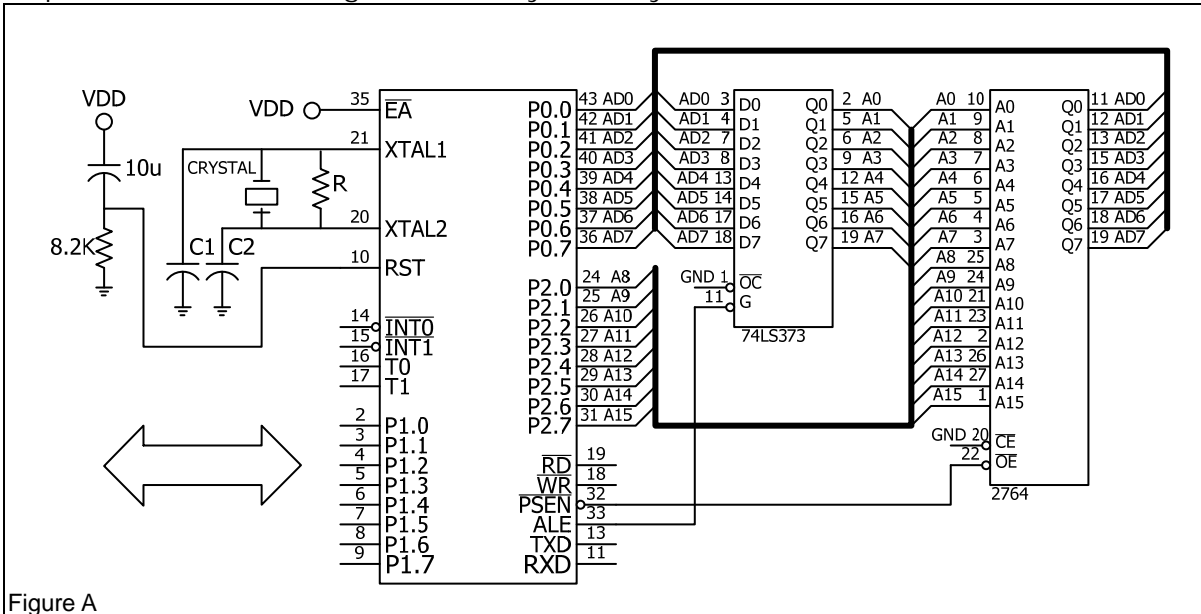 VDD
10u
8.2K
C1 C2
CRYSTAL
R
VDD
35 EA
21 XTAL1
20 XTAL2
10 RST
14 INT0
15 INT1
16 T0
17 T1
2 P1.0
3 P1.1
4 P1.2
5 P1.3
6 P1.4
7 P1.5
8 P1.6
9 P1.7
P0.0 43 AD0
P0.1 42 AD1
P0.2 41 AD2
P0.3 40 AD3
P0.4 39 AD4
P0.5 38 AD5
P0.6 37 AD6
P0.7 36 AD7
P2.0 24 A8
P2.1 25 A9
P2.2 26 A10
P2.3 27 A11
P2.4 28 A12
P2.5 29 A13
P2.6 30 A14
P2.7 31 A15
RD 19
WR 18
PSEN 32
ALE 33
TXD 13
RXD 11
AD0 3 D0 Q0 2 A0
AD1 4 D1 Q1 5 A1
AD2 7 D2 Q2 6 A2
AD3 8 D3 Q3 9 A3
AD4 13 D4 Q4 12 A4
AD5 14 D5 Q5 15 A5
AD6 17 D6 Q6 16 A6
AD7 18 D7 Q7 19 A7
GND 1 OC
11 G
74LS373
A0 10 A0 Q0 11 AD0
A1 9 A1 Q1 12 AD1
A2 8 A2 Q2 13 AD2
A3 7 A3 Q3 15 AD3
A4 6 A4 Q4 16 AD4
A5 5 A5 Q5 17 AD5
A6 4 A6 Q6 18 AD6
A7 3 A7 Q7 19 AD7
A8 25 A8
A9 24 A9
A10 21 A10
A11 23 A11
A12 2 A12
A13 26 A13
A14 27 A14
A15 1 A15
GND 20 CE
22 OE
2764
Figure A